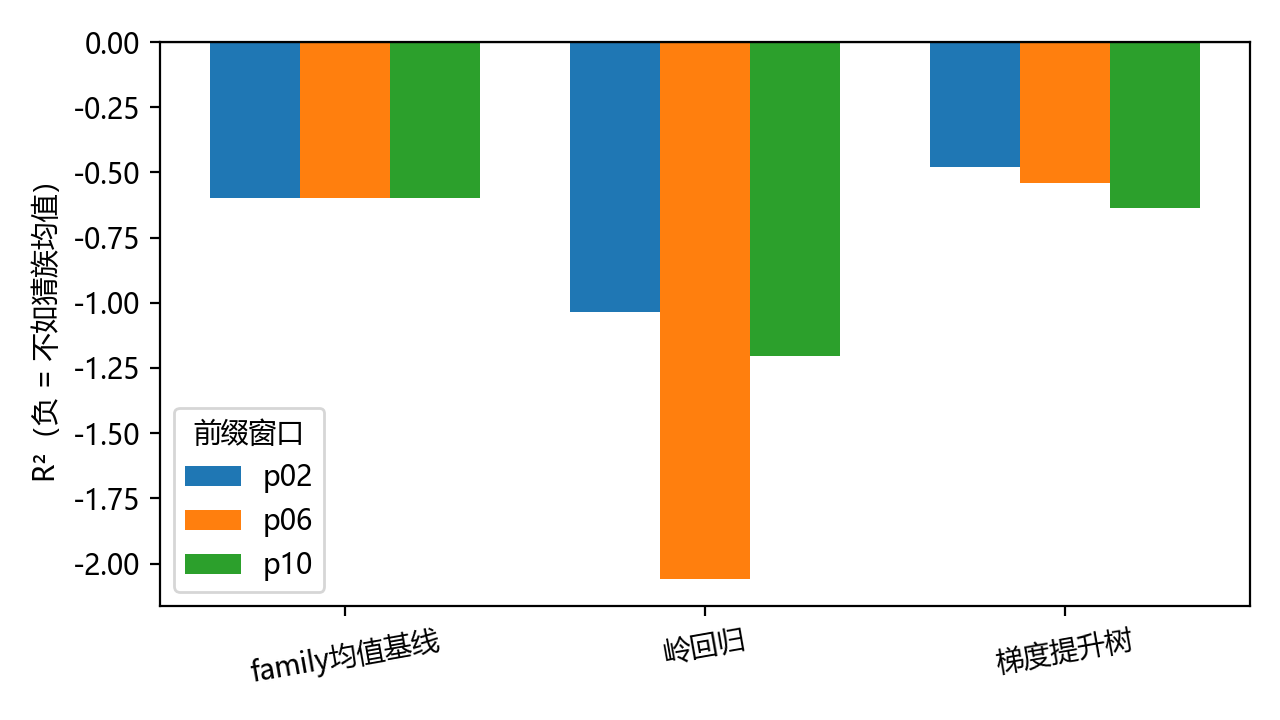 R²（负 = 不如猜族均值）
0.00
-0.25
-0.50
-0.75
-1.00
-1.25
-1.50
-1.75
-2.00
前缀窗口
p02
p06
p10
family均值基线
岭回归
梯度提升树